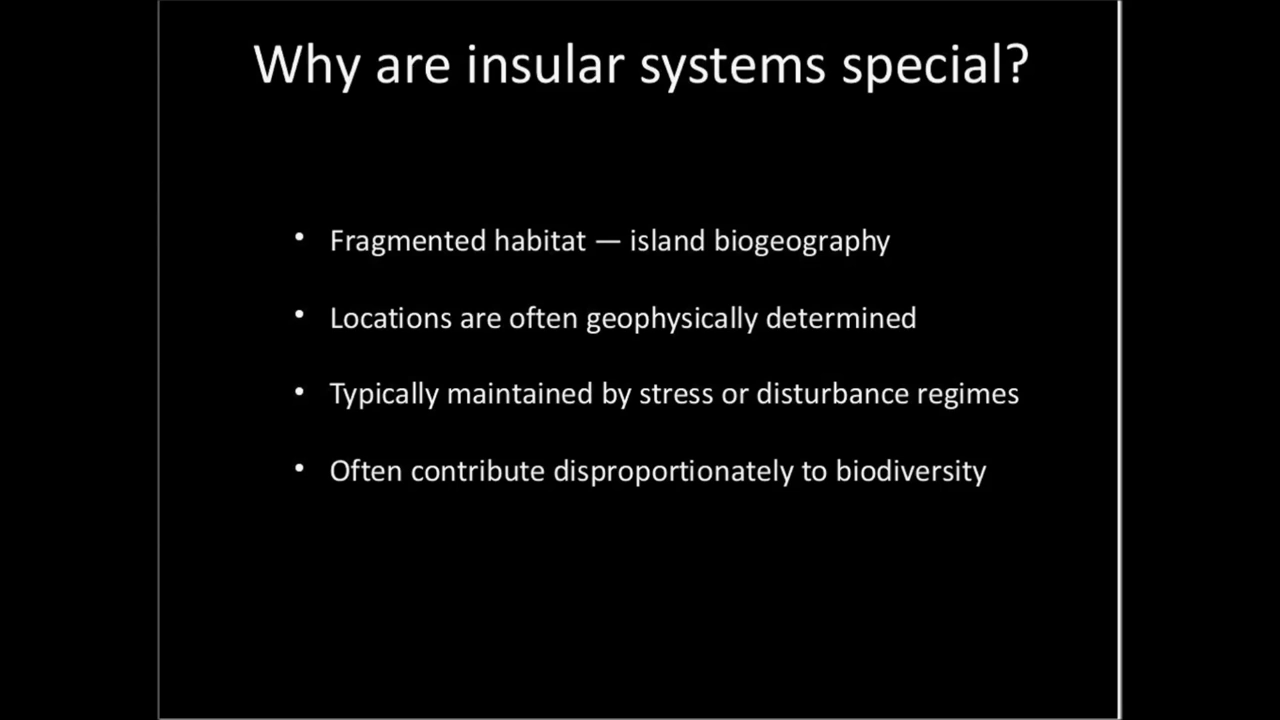 Why are insular systems special?
• Fragmented habitat — island biogeography
• Locations are often geophysically determined
• Typically maintained by stress or disturbance regimes
• Often contribute disproportionately to biodiversity